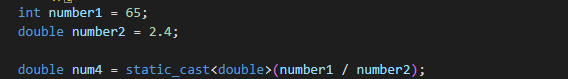 int number1 = 65;
double number2 = 2.4;
double num4 = static_cast<double>(number1 / number2);